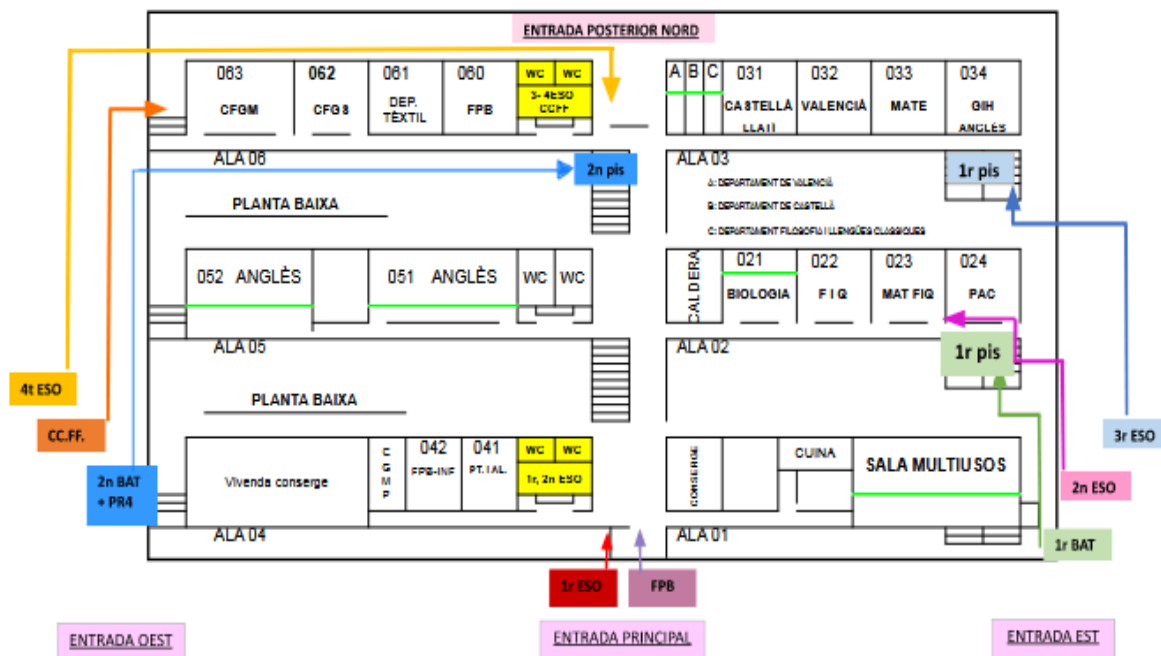 ENTRADA POSTERIOR NORD
063
062
061
060
WC
WC
A
B
C
031
032
033
034
CFGM
CFGS
DEP.
TÈXTIL
FPB
3- 4ESO
CCFF
CASTELLÀ
LLATÍ
VALENCIÀ
MATE
GIH
ANGLÈS
ALA 06
2n pis
ALA 03
1r pis
A: DEPARTAMENT DE VALENCIÀ
B: DEPARTAMENT DE CASTELLÀ
C: DEPARTAMENT FILOSOFIA I LLENGÜES CLASSIQUES
PLANTA BAIXA
052 ANGLÈS
051 ANGLÈS
WC
WC
CALDERA
021
022
023
024
BIOLOGIA
F I Q
MAT FIQ
PAC
ALA 05
ALA 02
1r pis
4t ESO
PLANTA BAIXA
CC.FF.
3r ESO
2n BAT
+ PR4
Vivenda conserge
CGMP
042
FPB-INF
041
PT. I AL.
WC
WC
1r, 2n ESO
CONSERGE
CUINA
SALA MULTIUSOS
2n ESO
ALA 04
ALA 01
1r BAT
1r ESO
FPB
ENTRADA OEST
ENTRADA PRINCIPAL
ENTRADA EST